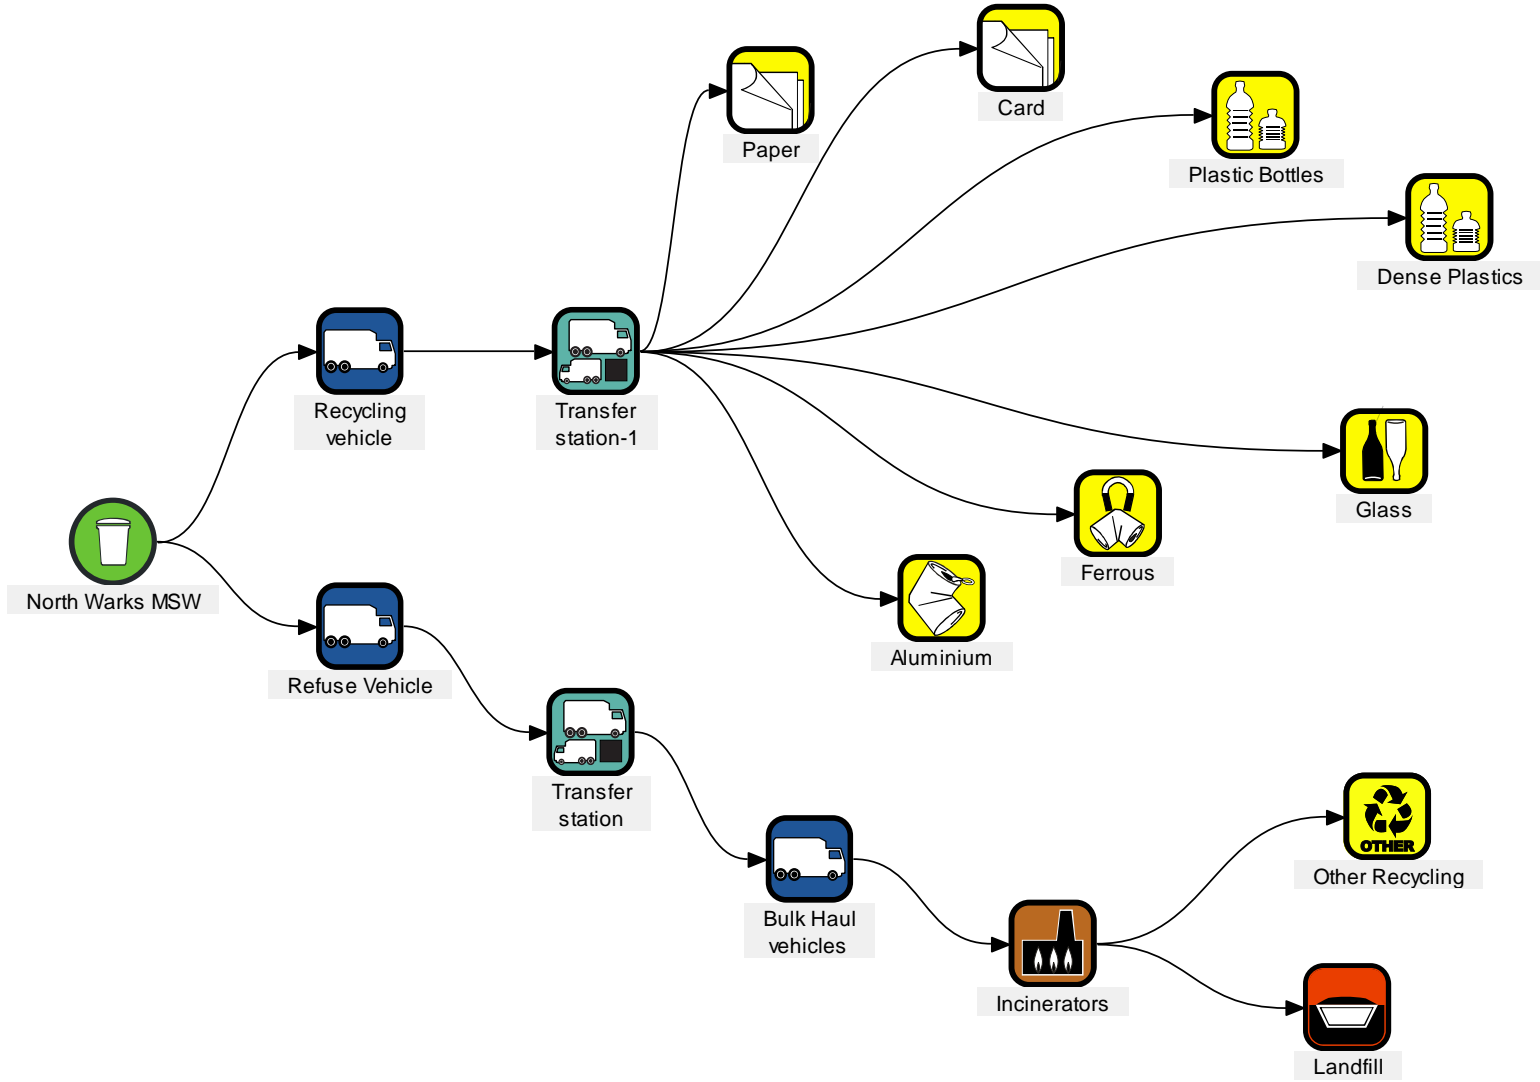 Card
Paper
Plastic Bottles
Dense Plastics
Recycling
vehicle
Transfer
station-1
Glass
Ferrous
North Warks MSW
Aluminium
Refuse Vehicle
Transfer
station
OTHER
Other Recycling
Bulk Haul
vehicles
Incinerators
Landfill